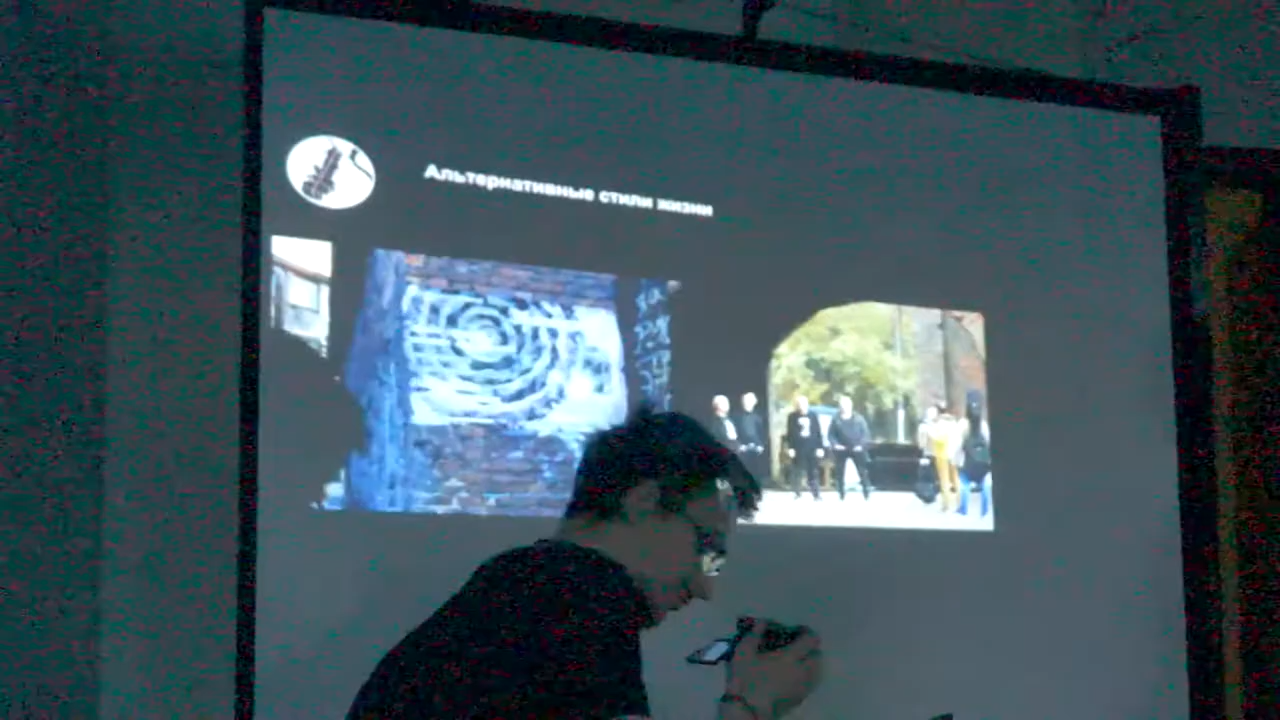 Альтернативные стили жизни